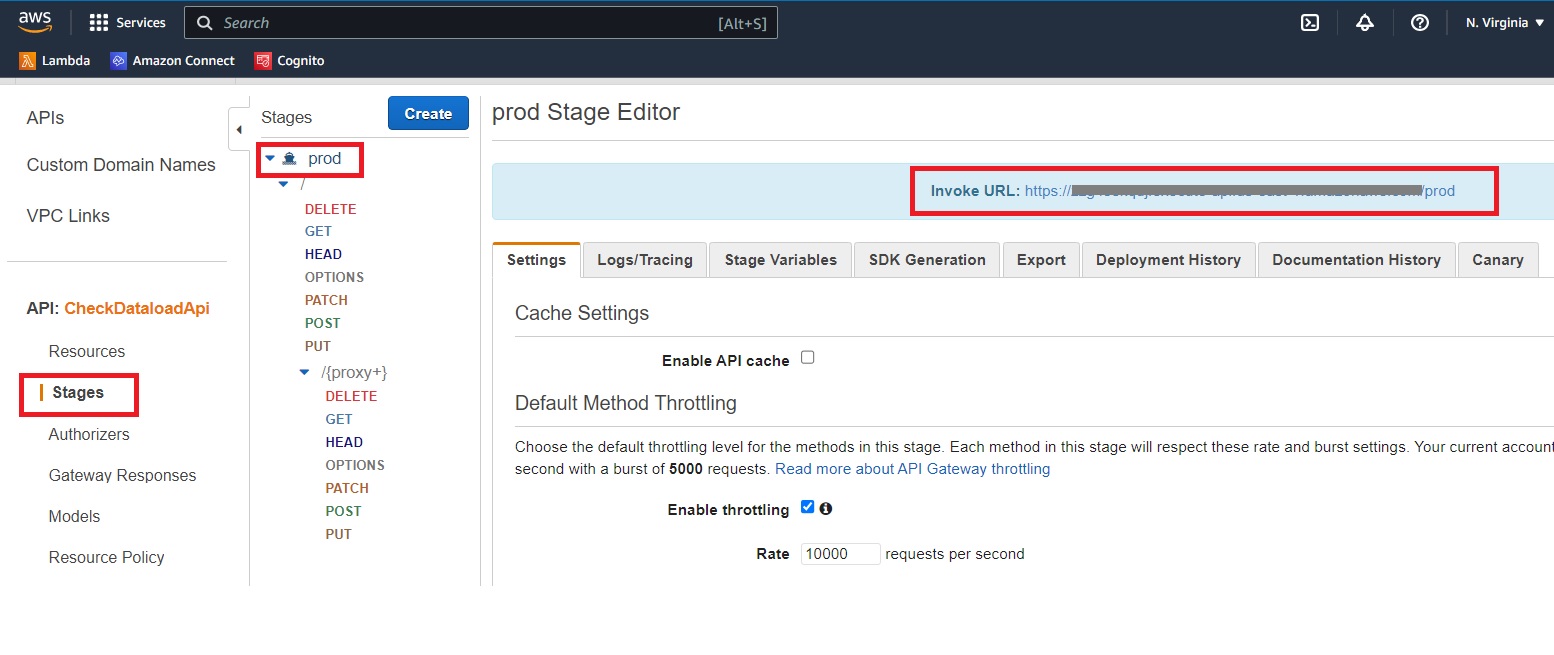 aws
Services
Search
[Alt+S]
N. Virginia
Lambda
Amazon Connect
Cognito
APIs
Custom Domain Names
VPC Links
API: CheckDataloadApi
Resources
Stages
Authorizers
Gateway Responses
Models
Resource Policy
Stages
Create
prod
/
DELETE
GET
HEAD
OPTIONS
PATCH
POST
PUT
/{proxy+}
DELETE
GET
HEAD
OPTIONS
PATCH
POST
PUT
prod Stage Editor
Invoke URL: https:// /prod
Settings
Logs/Tracing
Stage Variables
SDK Generation
Export
Deployment History
Documentation History
Canary
Cache Settings
Enable API cache
Default Method Throttling
Choose the default throttling level for the methods in this stage. Each method in this stage will respect these rate and burst settings. Your current account
second with a burst of 5000 requests. Read more about API Gateway throttling
Enable throttling
Rate 10000 requests per second